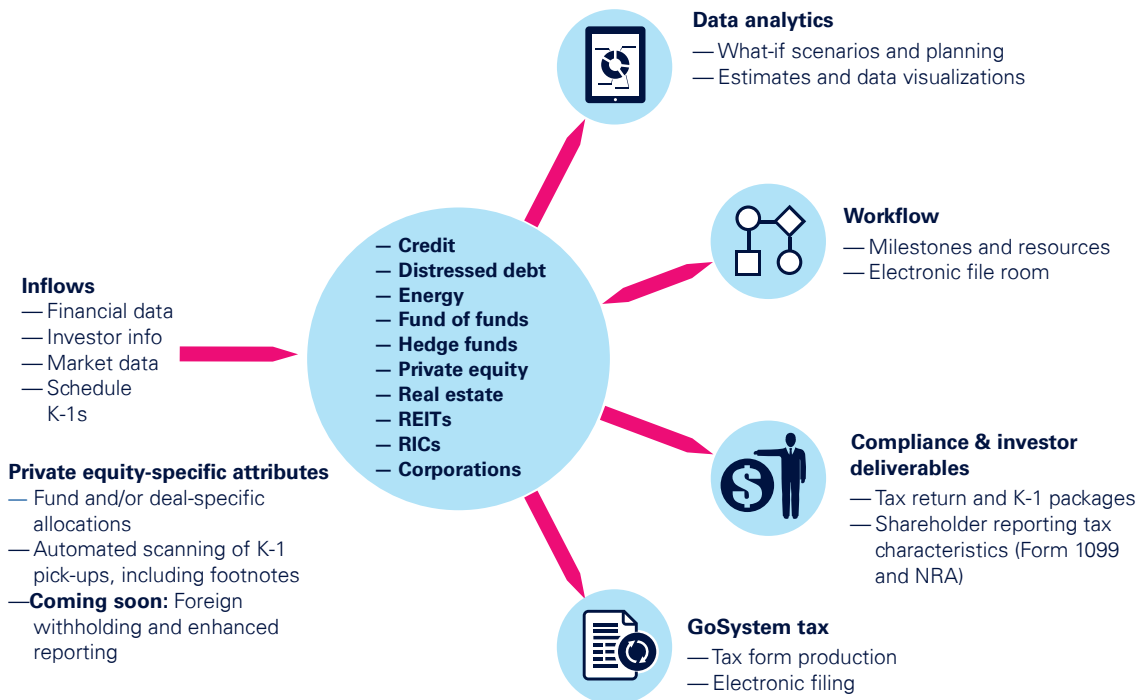 Data analytics
— What-if scenarios and planning
— Estimates and data visualizations
Workflow
— Milestones and resources
— Electronic file room
Inflows
— Financial data
— Investor info
— Market data
— Schedule
K-1s
— Credit
— Distressed debt
— Energy
— Fund of funds
— Hedge funds
— Private equity
— Real estate
— REITs
— RICs
— Corporations
Private equity-specific attributes
— Fund and/or deal-specific
allocations
— Automated scanning of K-1
pick-ups, including footnotes
—Coming soon: Foreign
withholding and enhanced
reporting
Compliance & investor
deliverables
— Tax return and K-1 packages
— Shareholder reporting tax
characteristics (Form 1099
and NRA)
$
GoSystem tax
— Tax form production
— Electronic filing